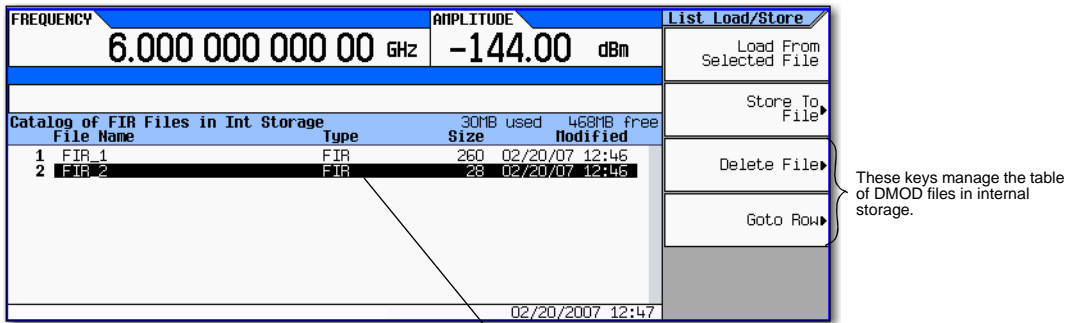 FREQUENCY
AMPLITUDE
List Load/Store
6.000 000 000 00 GHz
-144.00 dBm
Load From
Selected File
Store To
File
Catalog of FIR Files in Int Storage
30MB used 468MB free
File Name Type Size Modified
1 FIR_1 FIR 260 02/20/07 12:46
2 FIR_2 FIR 28 02/20/07 12:46
Delete File
Goto Row
These keys manage the table
of DMOD files in internal
storage.
02/20/2007 12:47